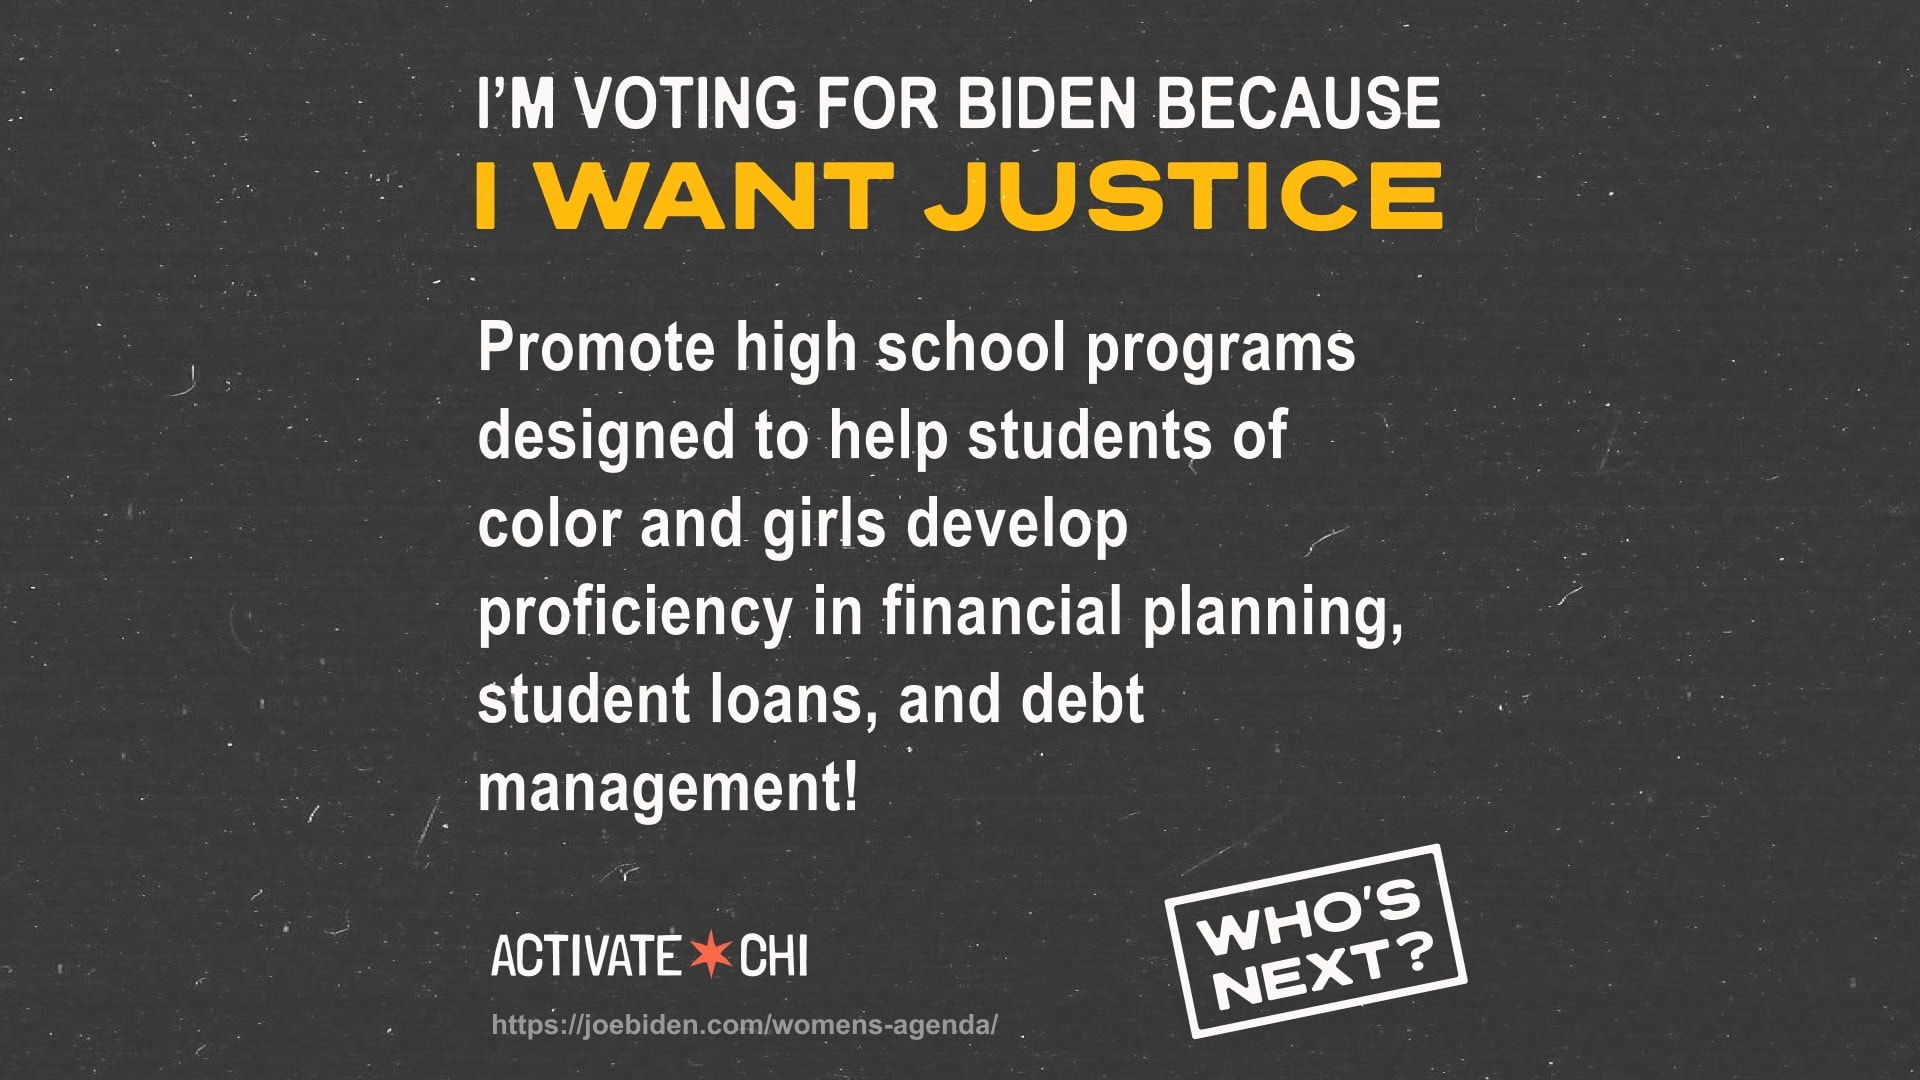 I’M VOTING FOR BIDEN BECAUSE
I WANT JUSTICE
Promote high school programs
designed to help students of
color and girls develop
proficiency in financial planning,
student loans, and debt
management!
ACTIVATE CHI
https://joebiden.com/womens-agenda/
WHO'S
NEXT?